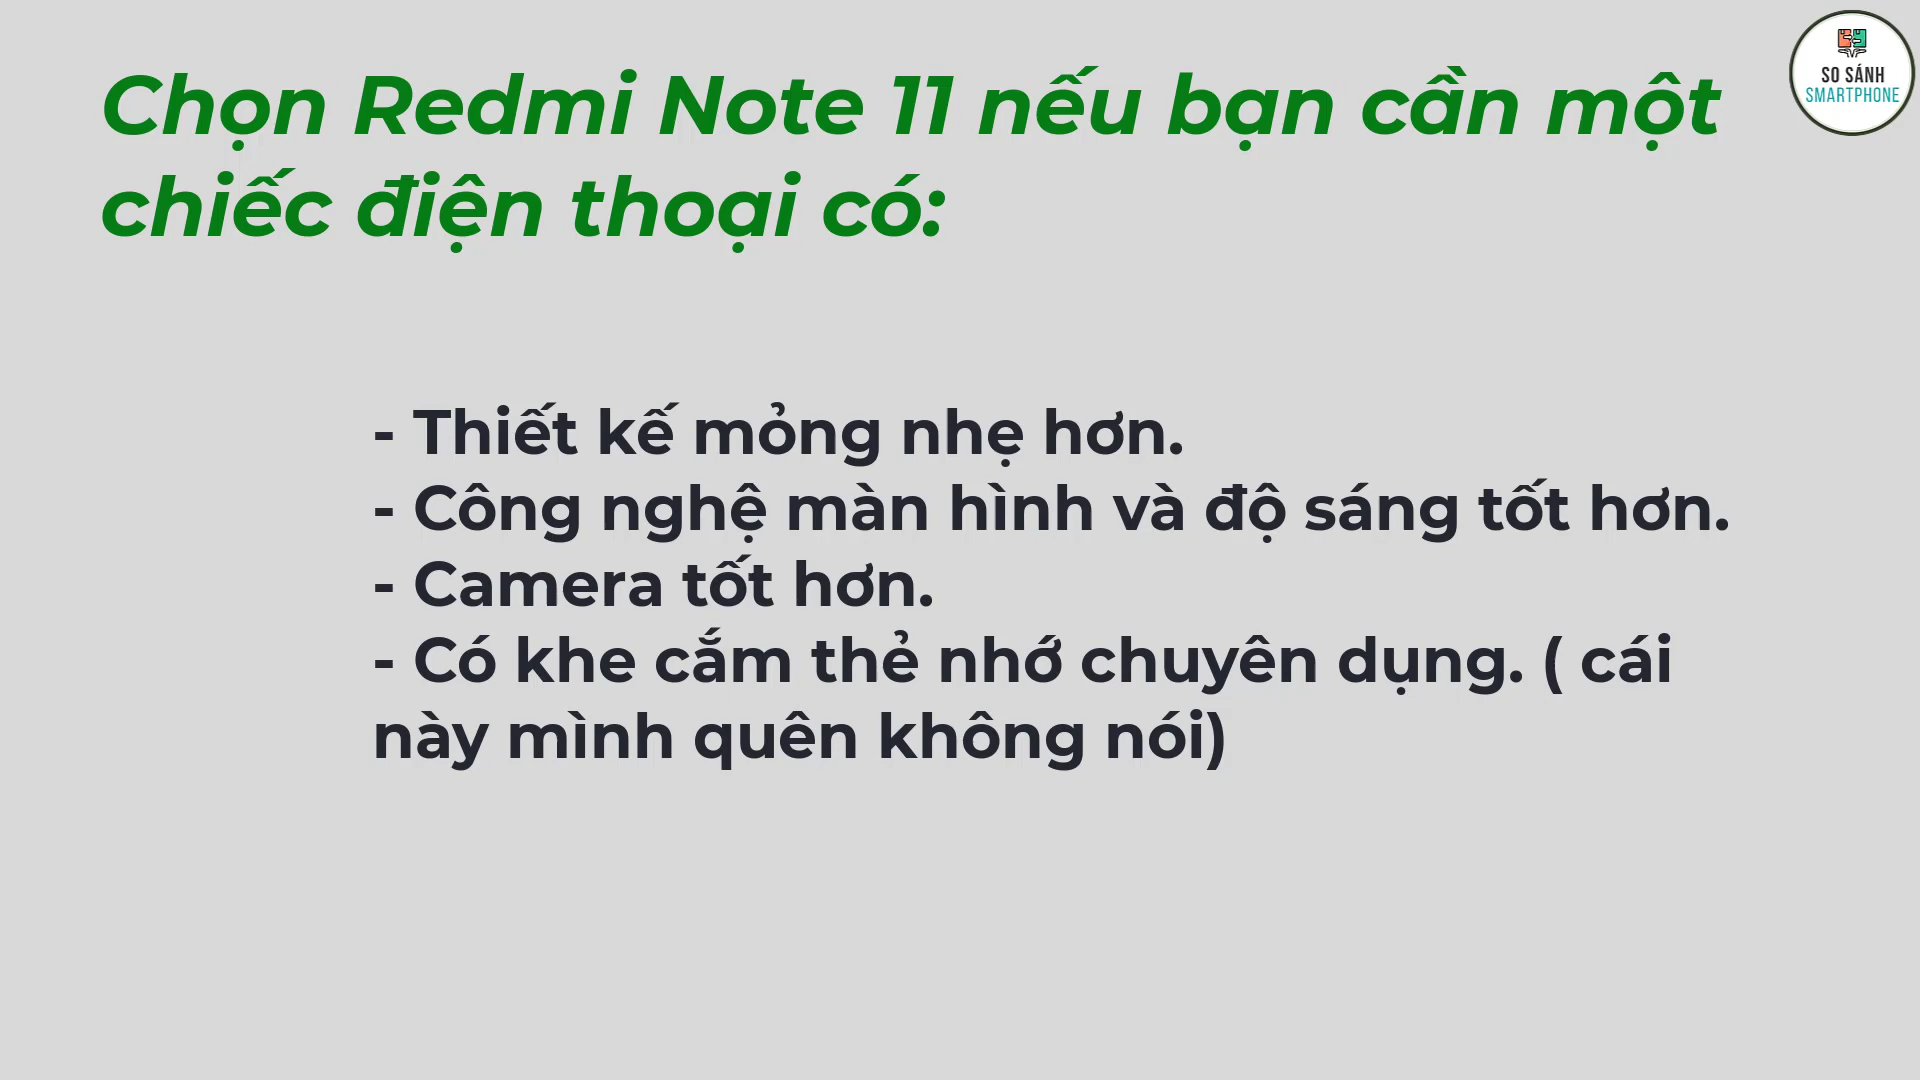 SO SÁNH
SMARTPHONE
Chọn Redmi Note 11 nếu bạn cần một
chiếc điện thoại có:
- Thiết kế mỏng nhẹ hơn.
- Công nghệ màn hình và độ sáng tốt hơn.
- Camera tốt hơn.
- Có khe cắm thẻ nhớ chuyên dụng. ( cái
này mình quên không nói)